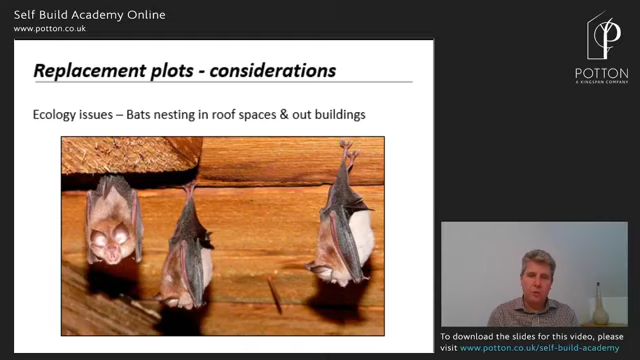 Self Build Academy Online
www.potton.co.uk
POTTON
A KINGSPAN COMPANY
Replacement plots - considerations
Ecology issues – Bats nesting in roof spaces & out buildings
To download the slides for this video, please
visit www.potton.co.uk/self-build-academy